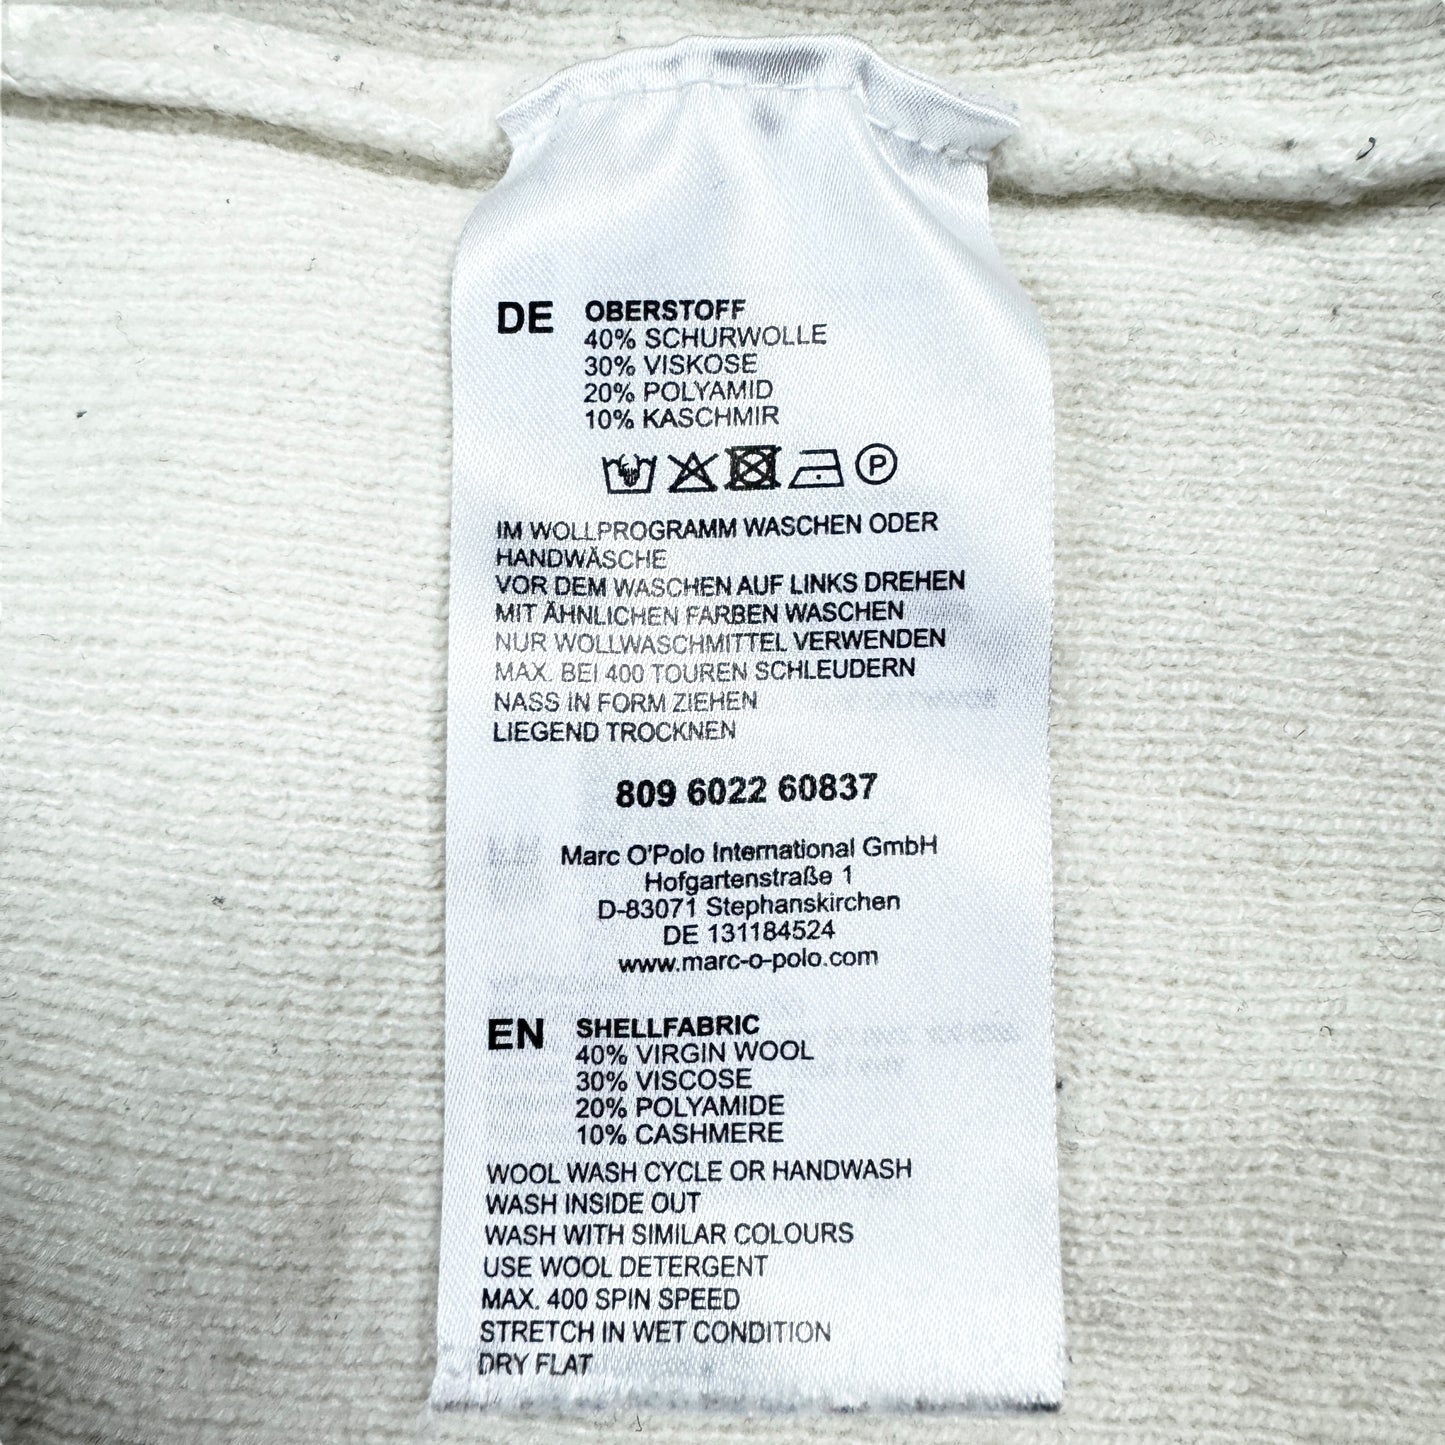 DE OBERSTOFF
40% SCHURWOLLE
30% VISKOSE
20% POLYAMID
10% KASCHMIR
P
IM WOLLPROGRAMM WASCHEN ODER
HANDWÄSCHE
VOR DEM WASCHEN AUF LINKS DREHEN
MIT ÄHNLICHEN FARBEN WASCHEN
NUR WOLLWASCHMITTEL VERWENDEN
MAX. BEI 400 TOUREN SCHLEUDERN
NASS IN FORM ZIEHEN
LIEGEND TROCKNEN
809 6022 60837
Marc O'Polo International GmbH
Hofgartenstraße 1
D-83071 Stephanskirchen
DE 131184524
www.marc-o-polo.com
EN SHELLFABRIC
40% VIRGIN WOOL
30% VISCOSE
20% POLYAMIDE
10% CASHMERE
WOOL WASH CYCLE OR HANDWASH
WASH INSIDE OUT
WASH WITH SIMILAR COLOURS
USE WOOL DETERGENT
MAX. 400 SPIN SPEED
STRETCH IN WET CONDITION
DRY FLAT